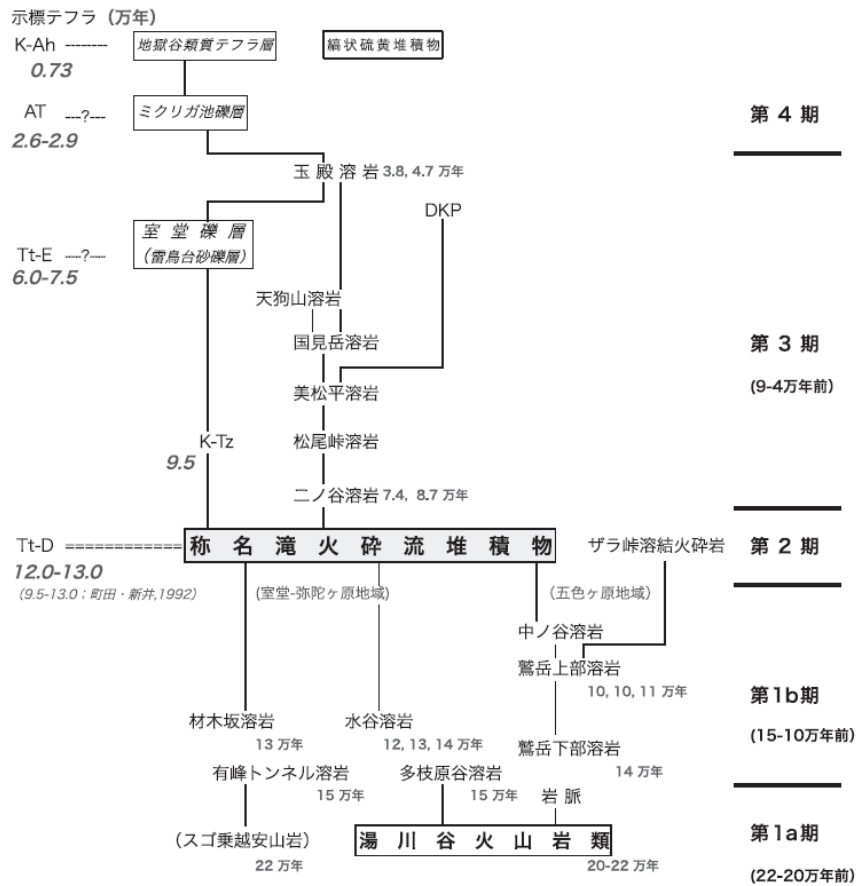 示標テフラ (万年)
K-Ah -------- 地獄谷類質テフラ層 縞状硫黄堆積物
0.73
AT ---?--- ミクリガ池礫層 第 4 期
2.6-2.9
玉 殿 溶 岩 3.8, 4.7 万年
DKP
室 堂 礫 層
Tt-E ---?--- (雷鳥台砂礫層)
6.0-7.5
天狗山溶岩
国見岳溶岩 第 3 期
美松平溶岩 (9-4万年前)
K-Tz 松尾峠溶岩
9.5
二ノ谷溶岩 7.4, 8.7 万年
Tt-D ============ 称 名 滝 火 砕 流 堆 積 物 ザラ峠溶結火砕岩 第 2 期
12.0-13.0
(9.5-13.0；町田・新井,1992) (室堂-弥陀ヶ原地域) (五色ヶ原地域)
中ノ谷溶岩
鷲岳上部溶岩
10, 10, 11 万年 第1b期
材木坂溶岩 水谷溶岩
13 万年 12, 13, 14 万年 (15-10万年前)
鷲岳下部溶岩
14 万年
有峰トンネル溶岩 多枝原谷溶岩
15 万年 15 万年 岩 脈
(スゴ乗越安山岩) 湯 川 谷 火 山 岩 類 第1a期
22 万年 20-22 万年
(22-20万年前)